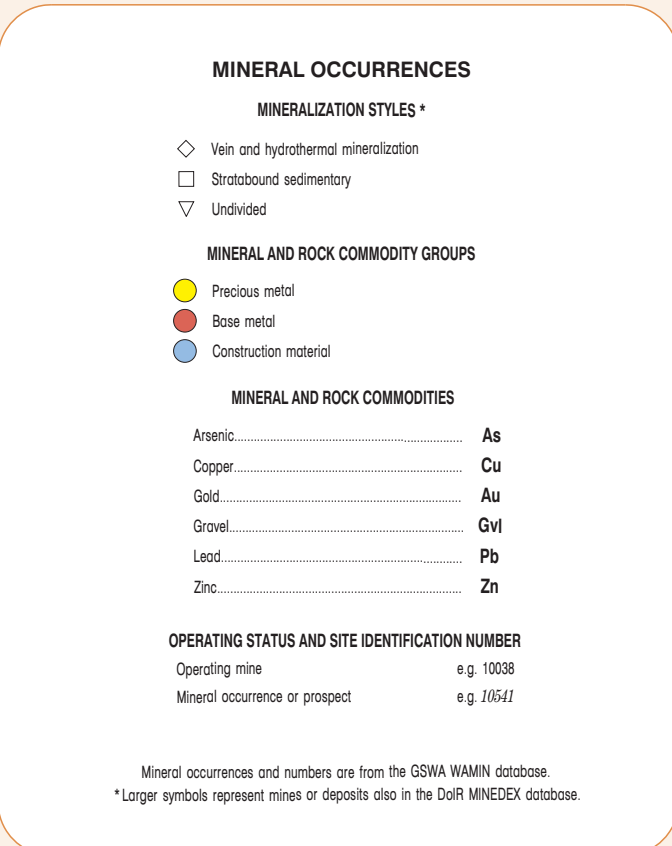 MINERAL OCCURRENCES
MINERALIZATION STYLES *
Vein and hydrothermal mineralization
Stratabound sedimentary
Undivided
MINERAL AND ROCK COMMODITY GROUPS
Precious metal
Base metal
Construction material
MINERAL AND ROCK COMMODITIES
Arsenic.................................................................. As
Copper.................................................................. Cu
Gold.................................................................. Au
Gravel.................................................................. Gvl
Lead.................................................................. Pb
Zinc.................................................................. Zn
OPERATING STATUS AND SITE IDENTIFICATION NUMBER
Operating mine e.g. 10038
Mineral occurrence or prospect e.g. 10541
Mineral occurrences and numbers are from the GSWA WAMIN database.
* Larger symbols represent mines or deposits also in the DoIR MINEDEX database.